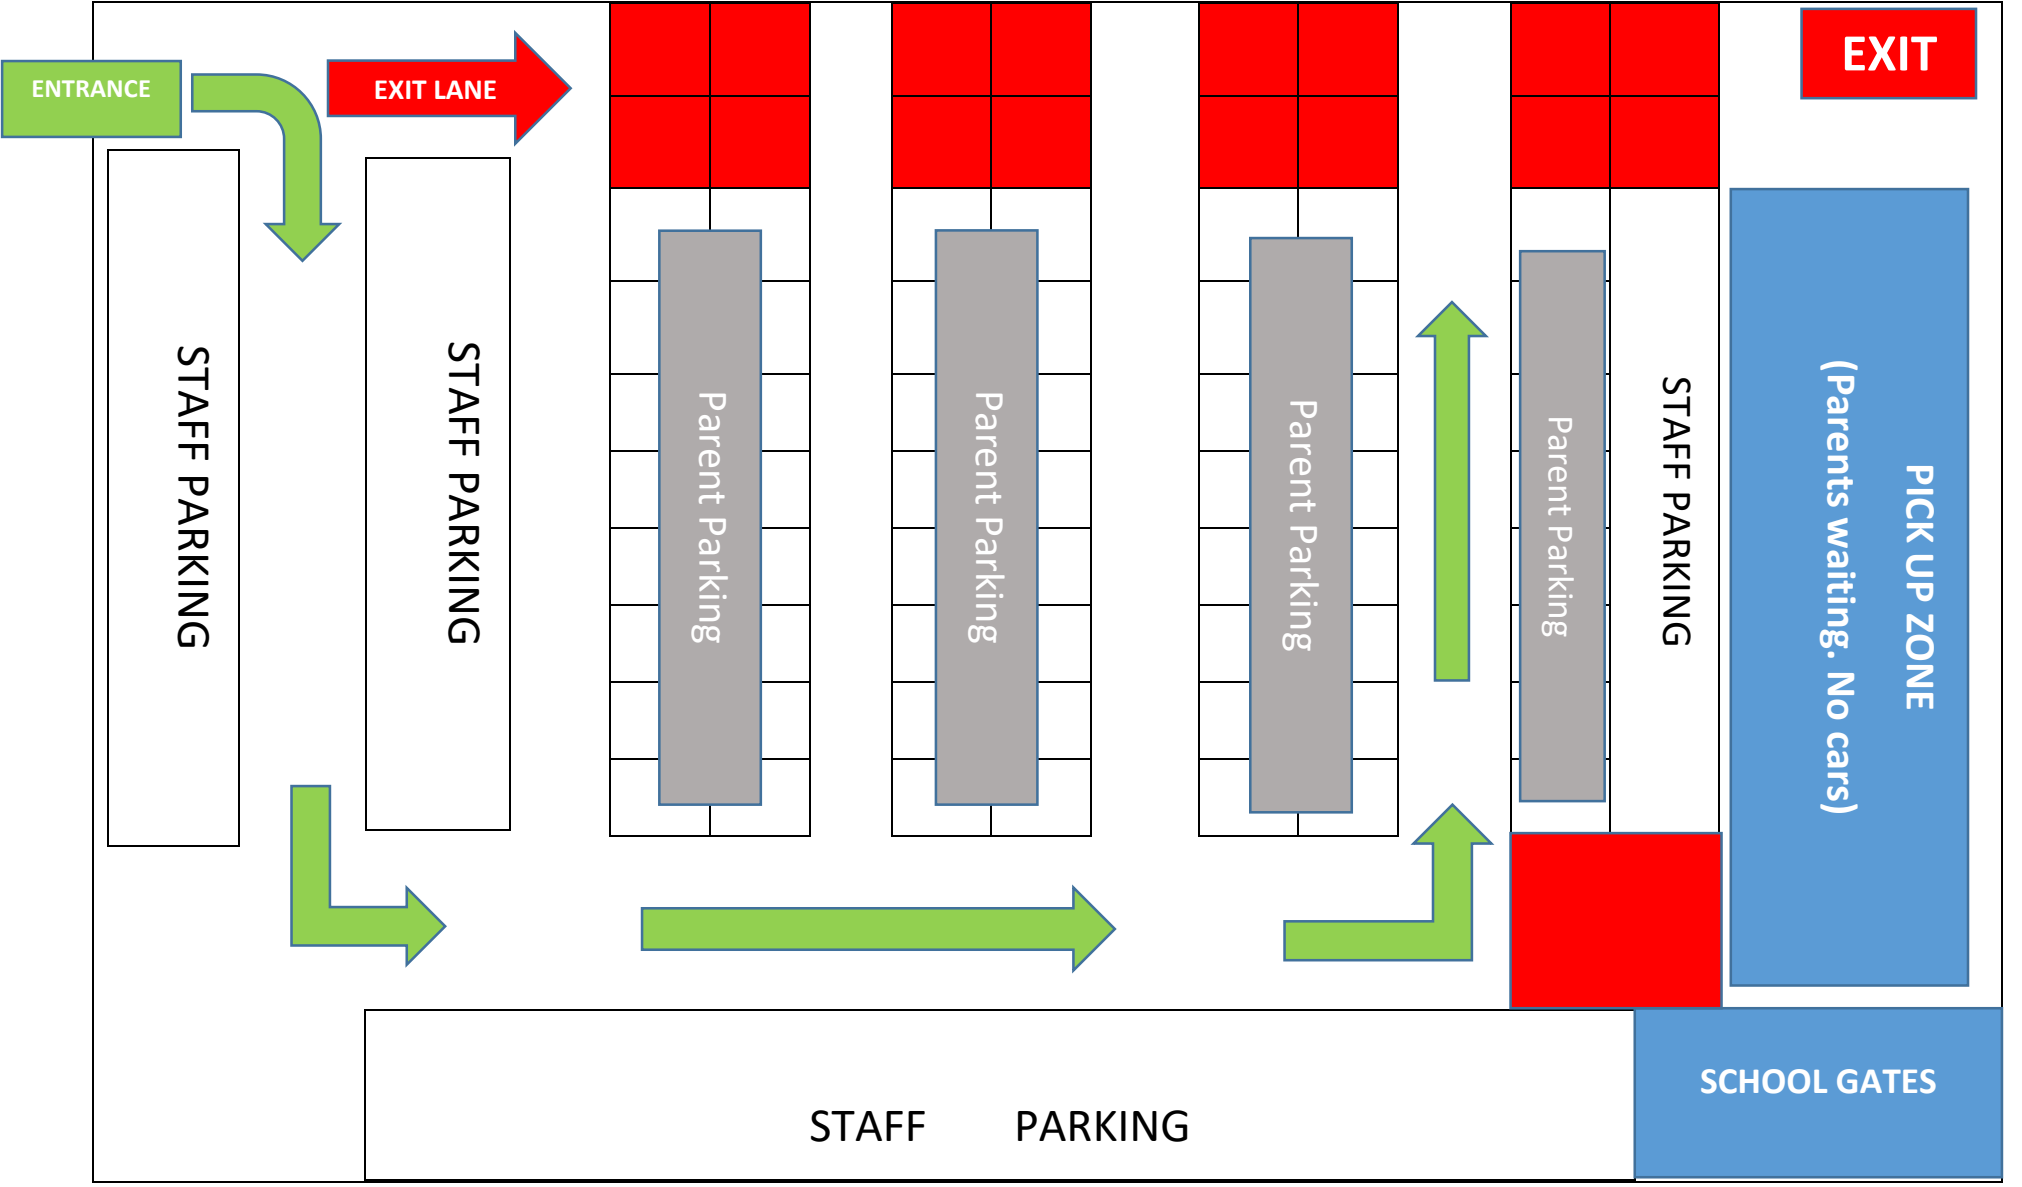 ENTRANCE
EXIT LANE
EXIT
STAFF PARKING
STAFF PARKING
Parent Parking
Parent Parking
Parent Parking
Parent Parking
STAFF PARKING
PICK UP ZONE
(Parents waiting. No cars)
STAFF PARKING
SCHOOL GATES